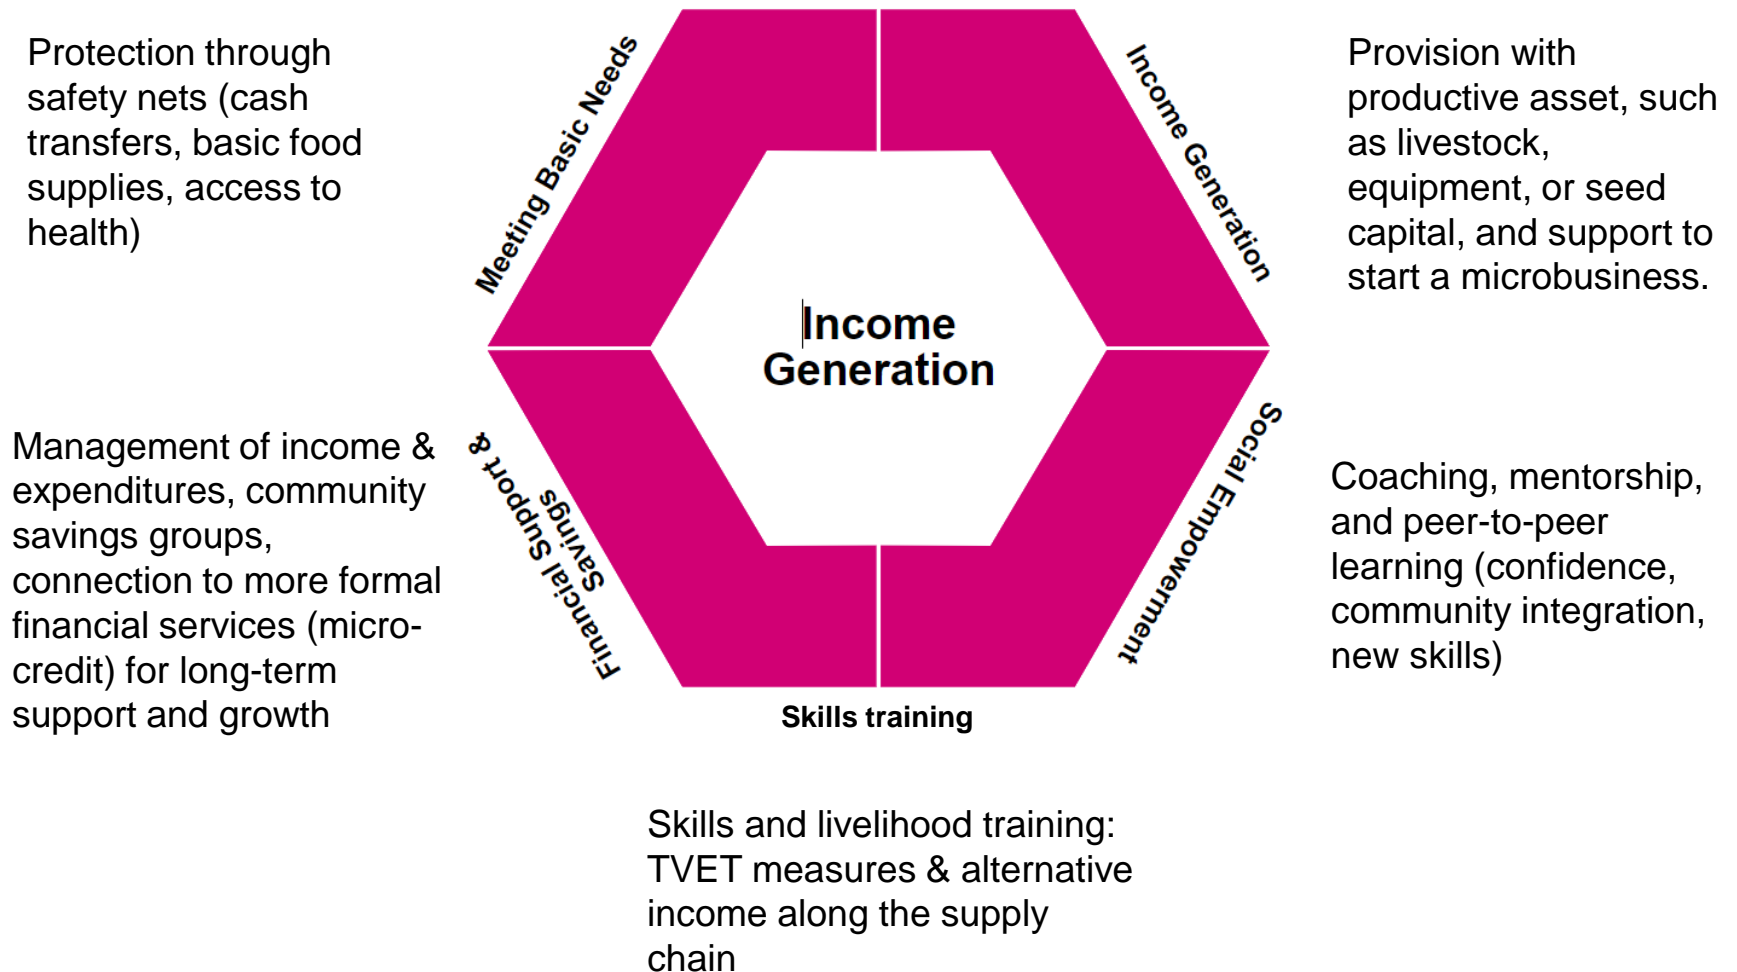 Protection through
safety nets (cash
transfers, basic food
supplies, access to
health)
Meeting Basic Needs
Income Generation
Provision with
productive asset, such
as livestock,
equipment, or seed
capital, and support to
start a microbusiness.
Income
Generation
Management of income &
expenditures, community
savings groups,
connection to more formal
financial services (micro-
credit) for long-term
support and growth
Financial Support &
Savings
Social Empowerment
Coaching, mentorship,
and peer-to-peer
learning (confidence,
community integration,
new skills)
Skills training
Skills and livelihood training:
TVET measures & alternative
income along the supply
chain